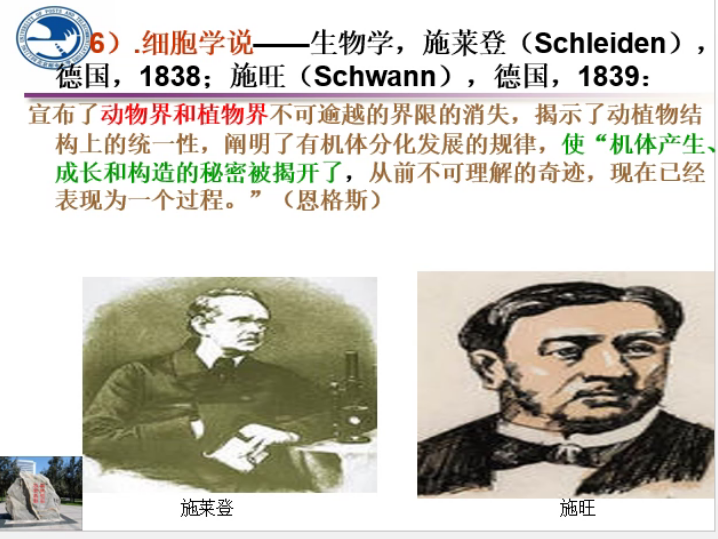 6）.细胞学说——生物学，施莱登（Schleiden），
德国，1838；施旺（Schwann），德国，1839：
宣布了动物界和植物界不可逾越的界限的消失，揭示了动植物结
构上的统一性，阐明了有机体分化发展的规律，使“机体产生、
成长和构造的秘密被揭开了，从前不可理解的奇迹，现在已经
表现为一个过程。”（恩格斯）
施莱登
施旺